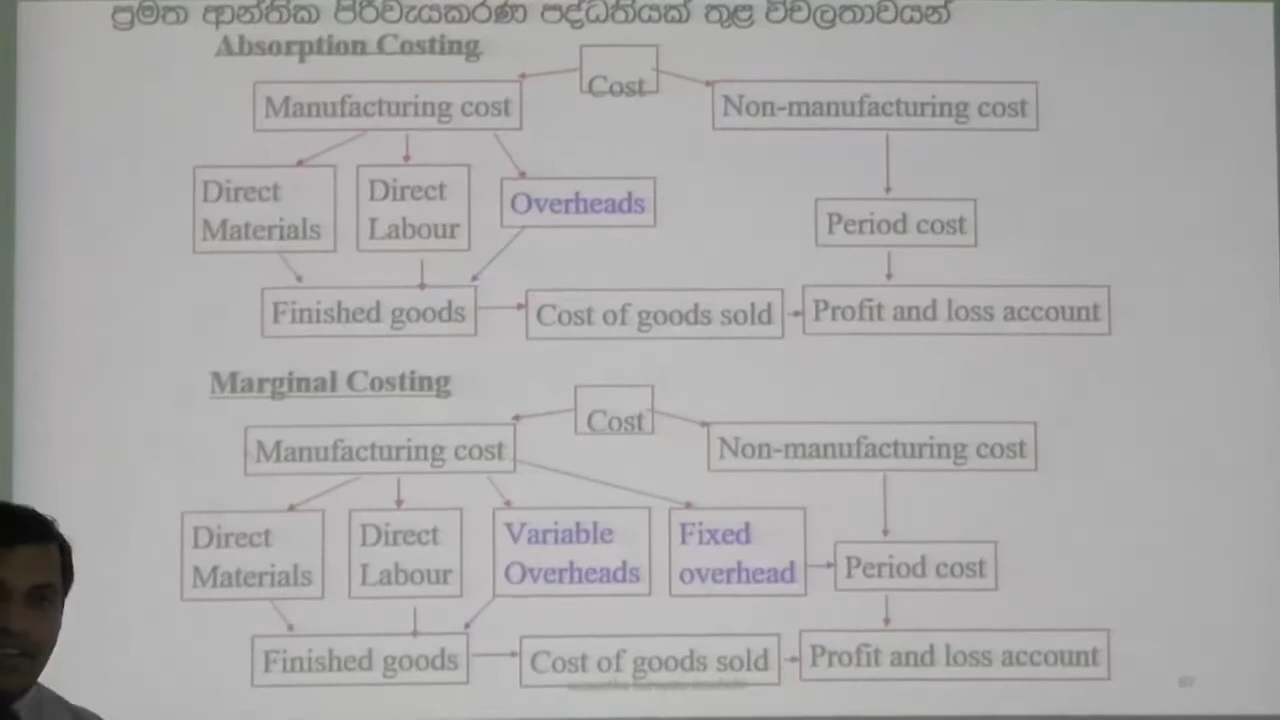 ප්‍රමත ආන්තික පිරිවැයකරණ පද්ධතියක් තුළ විචලතාවයන්
Absorption Costing
Cost
Manufacturing cost
Non-manufacturing cost
Direct
Materials
Direct
Labour
Overheads
Period cost
Finished goods
Cost of goods sold
Profit and loss account
Marginal Costing
Cost
Manufacturing cost
Non-manufacturing cost
Direct
Materials
Direct
Labour
Variable
Overheads
Fixed
overhead
Period cost
Finished goods
Cost of goods sold
Profit and loss account